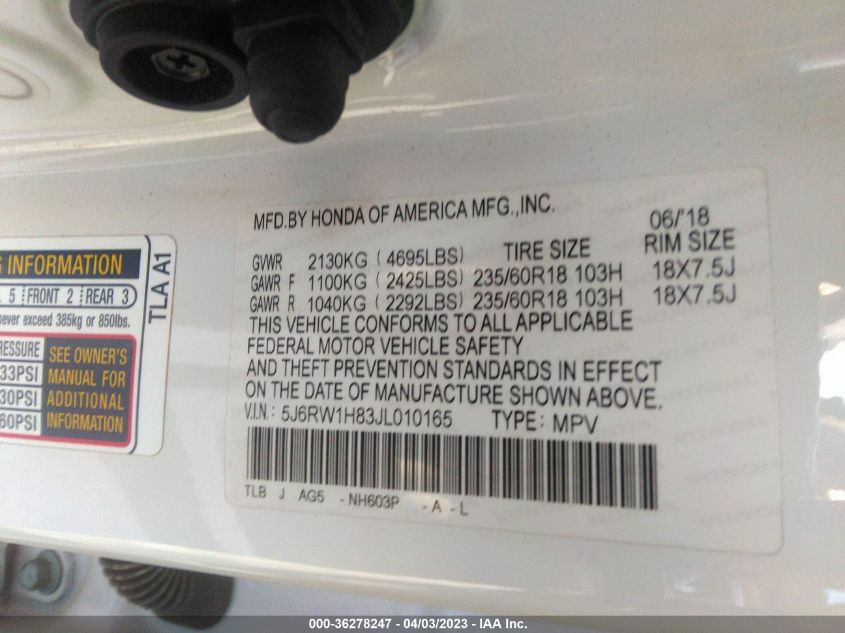 MFD.BY HONDA OF AMERICA MFG.,INC. 06/'18
GVWR 2130KG ( 4695LBS) TIRE SIZE RIM SIZE
GAWR F 1100KG ( 2425LBS) 235/60R18 103H 18X7.5J
GAWR R 1040KG ( 2292LBS) 235/60R18 103H 18X7.5J
THIS VEHICLE CONFORMS TO ALL APPLICABLE
FEDERAL MOTOR VEHICLE SAFETY
AND THEFT PREVENTION STANDARDS IN EFFECT
ON THE DATE OF MANUFACTURE SHOWN ABOVE.
V.I.N.: 5J6RW1H83JL010165 TYPE: MPV
TLB J AG5 -NH603P -A -L
INFORMATION
5 FRONT 2 REAR 3
never exceed 385kg or 850lbs.
33PSI
30PSI
60PSI
SEE OWNER'S
MANUAL FOR
ADDITIONAL
INFORMATION
TLA A1
000-36278247 - 04/03/2023 - IAA Inc.